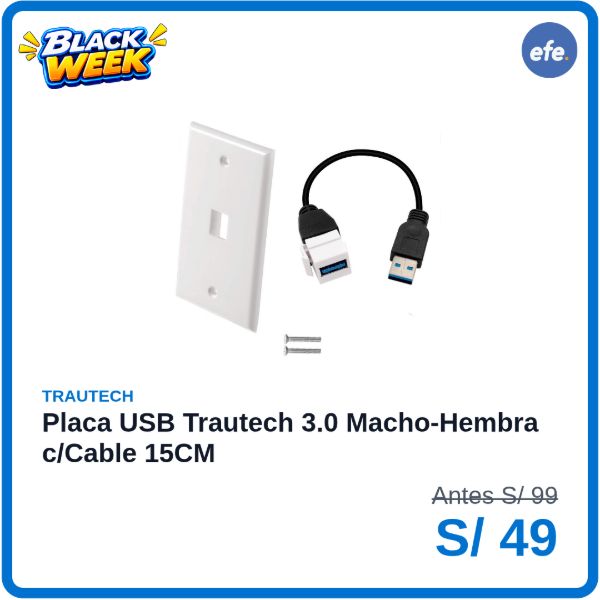 BLACK
WEEK
efe.
TRAUTECH
Placa USB Trautech 3.0 Macho-Hembra
c/Cable 15CM
Antes S/ 99
S/ 49